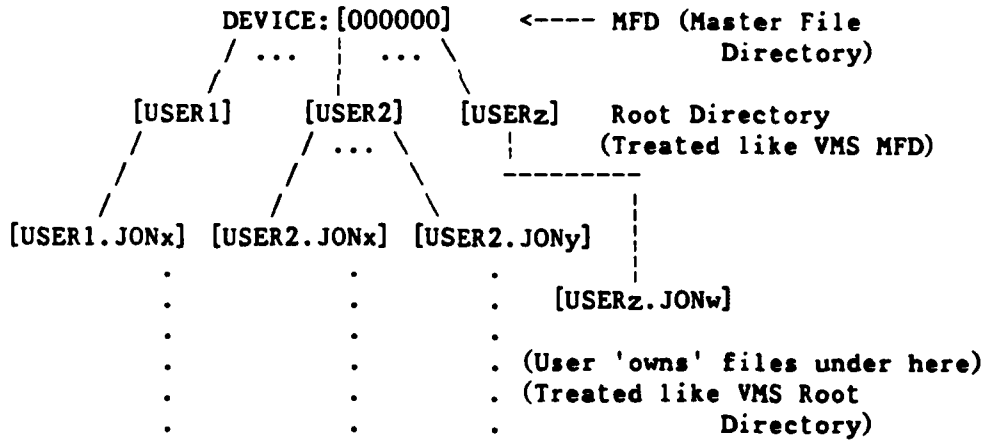 DEVICE:[000000] <---- MFD (Master File
Directory)
/ ... ¦ ... \
[USER1] [USER2] [USERz] Root Directory
/ / ... \ ¦ (Treated like VMS MFD)
---------
[USER1.JONx] [USER2.JONx] [USER2.JONy]
. . .
[USERz.JONw]
. . .
. . .
. . . (User 'owns' files under here)
. . . (Treated like VMS Root
. . . Directory)